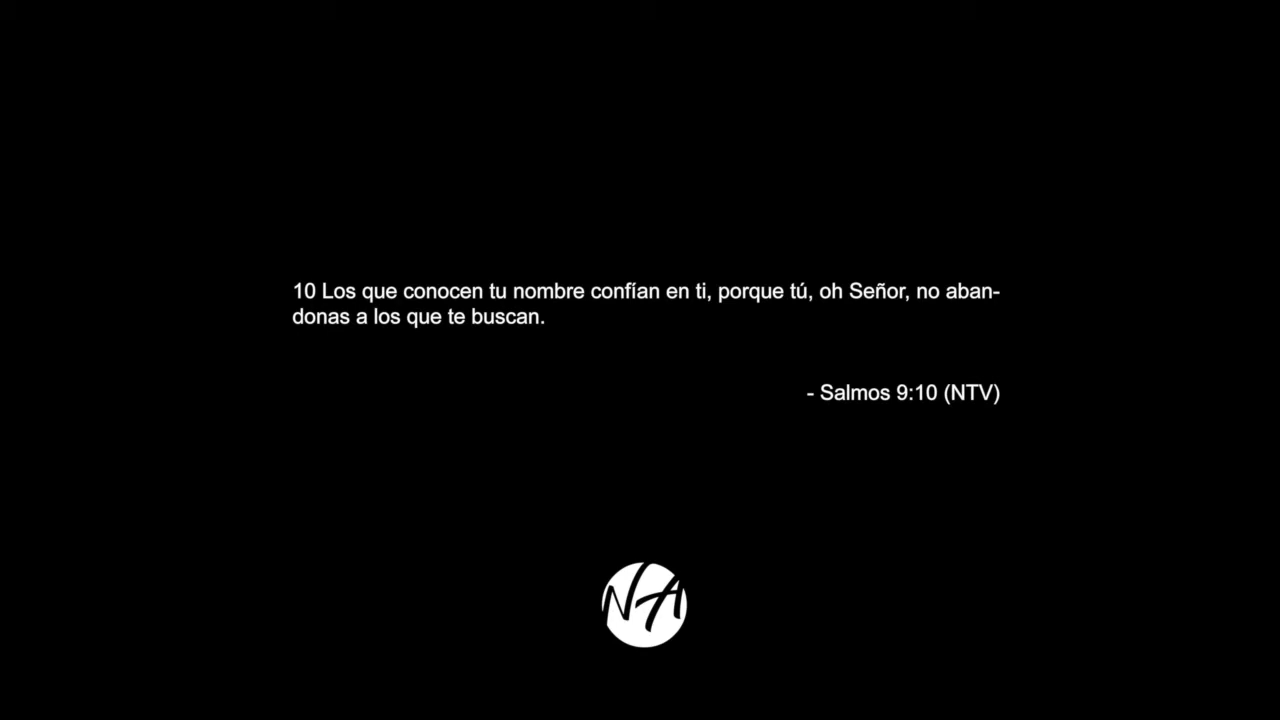 10 Los que conocen tu nombre confían en ti, porque tú, oh Señor, no aban-
donas a los que te buscan.
- Salmos 9:10 (NTV)
NA